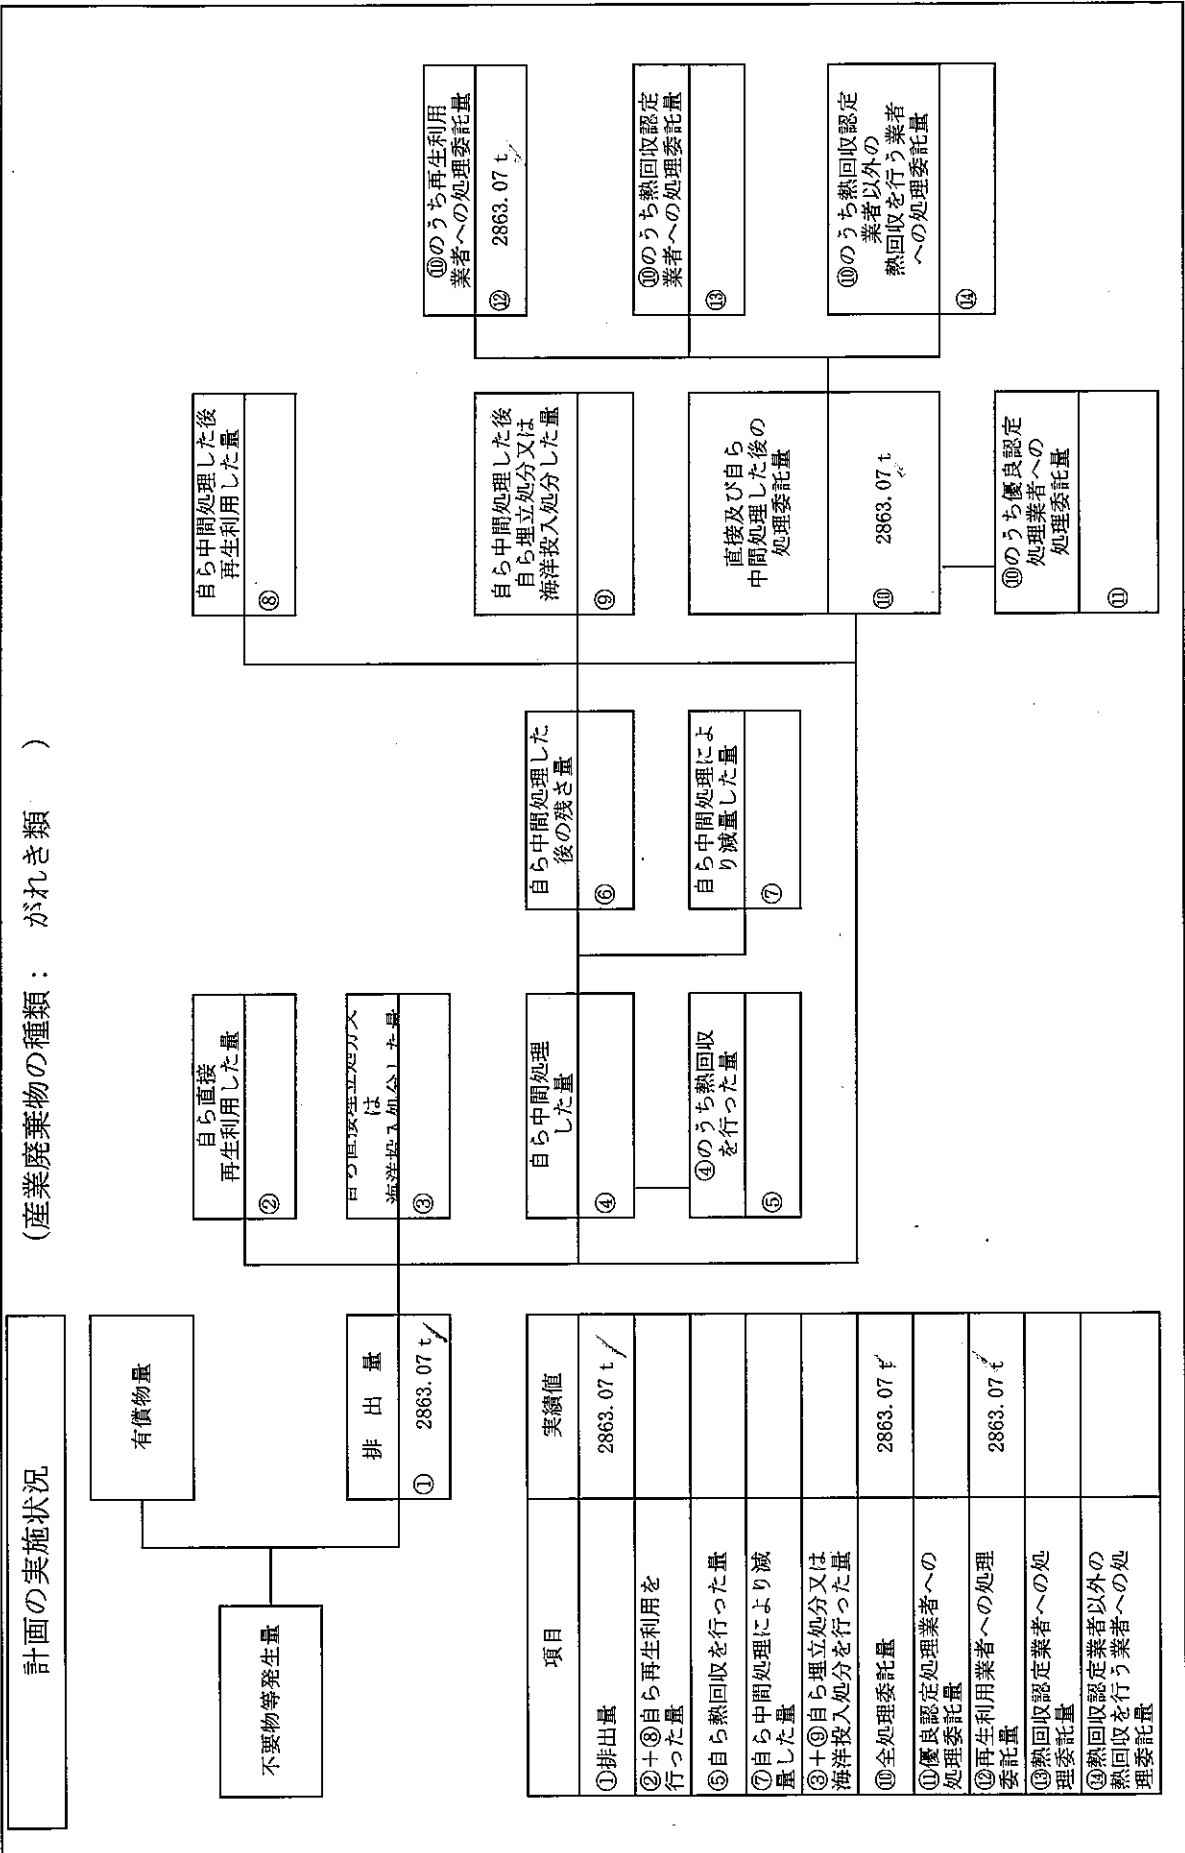 計画の実施状況
(産業廃棄物の種類： がれき類 )
不要物等発生量
有償物量
排 出 量
① 2863.07 t
自ら直接
再生利用した量
②
自ら直接埋立処分又
は
海洋投入処分した量
③
自ら中間処理
した量
④
④のうち熱回収
を行った量
⑤
自ら中間処理した
後の残さ量
⑥
自ら中間処理によ
り減量した量
⑦
自ら中間処理した後
再生利用した量
⑧
自ら中間処理した後
自ら埋立処分又は
海洋投入処分した量
⑨
直接及び自ら
中間処理した後の
処理委託量
⑩ 2863.07 t
⑩のうち優良認定
処理業者への
処理委託量
⑪
⑩のうち再生利用
業者への処理委託量
⑫ 2863.07 t
⑩のうち熱回収認定
業者への処理委託量
⑬
⑩のうち熱回収認定
業者以外の
熱回収を行う業者
への処理委託量
⑭
項目 実績値
①排出量 2863.07 t
②＋⑧自ら再生利用を
行った量
⑤自ら熱回収を行った量
⑦自ら中間処理により減
量した量
③＋⑨自ら埋立処分又は
海洋投入処分を行った量
⑩全処理委託量 2863.07 t
⑪優良認定処理業者への
処理委託量
⑫再生利用業者への処理
委託量 2863.07 t
⑬熱回収認定業者への処
理委託量
⑭熱回収認定業者以外の
熱回収を行う業者への処
理委託量